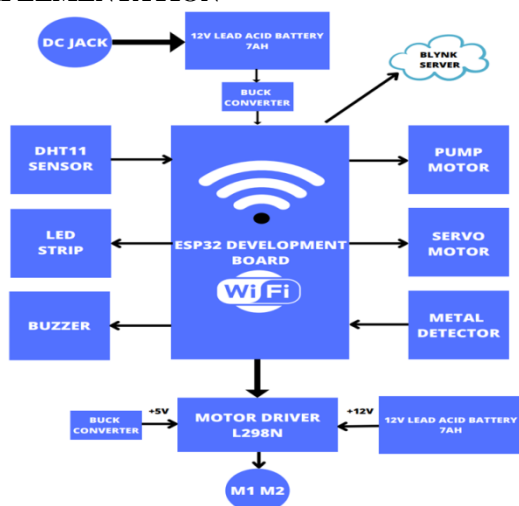 DC JACK
12V LEAD ACID BATTERY
7AH
BLYNK
SERVER
BUCK
CONVERTER
DHT11
SENSOR
PUMP
MOTOR
LED
STRIP
ESP32 DEVELOPMENT
BOARD
SERVO
MOTOR
WiFi
BUZZER
METAL
DETECTOR
BUCK
CONVERTER
+5V
MOTOR DRIVER
L298N
+12V
12V LEAD ACID BATTERY
7AH
M1 M2